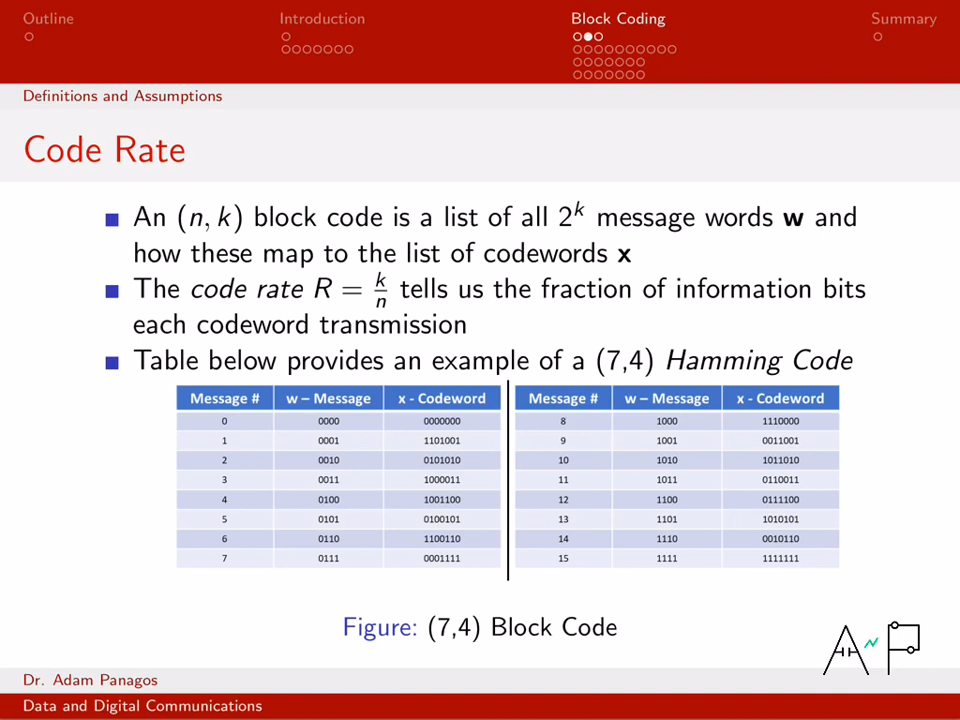 Outline Introduction Block Coding Summary
Definitions and Assumptions
Code Rate
An (n, k) block code is a list of all 2^k message words w and
how these map to the list of codewords x
The code rate R = k/n tells us the fraction of information bits
each codeword transmission
Table below provides an example of a (7,4) Hamming Code
Message # w – Message x - Codeword Message # w – Message x - Codeword
0 0000 0000000 8 1000 1110000
1 0001 1101001 9 1001 0011001
2 0010 0101010 10 1010 1011010
3 0011 1000011 11 1011 0110011
4 0100 1001100 12 1100 0111100
5 0101 0100101 13 1101 1010101
6 0110 1100110 14 1110 0010110
7 0111 0001111 15 1111 1111111
Figure: (7,4) Block Code
Dr. Adam Panagos
Data and Digital Communications